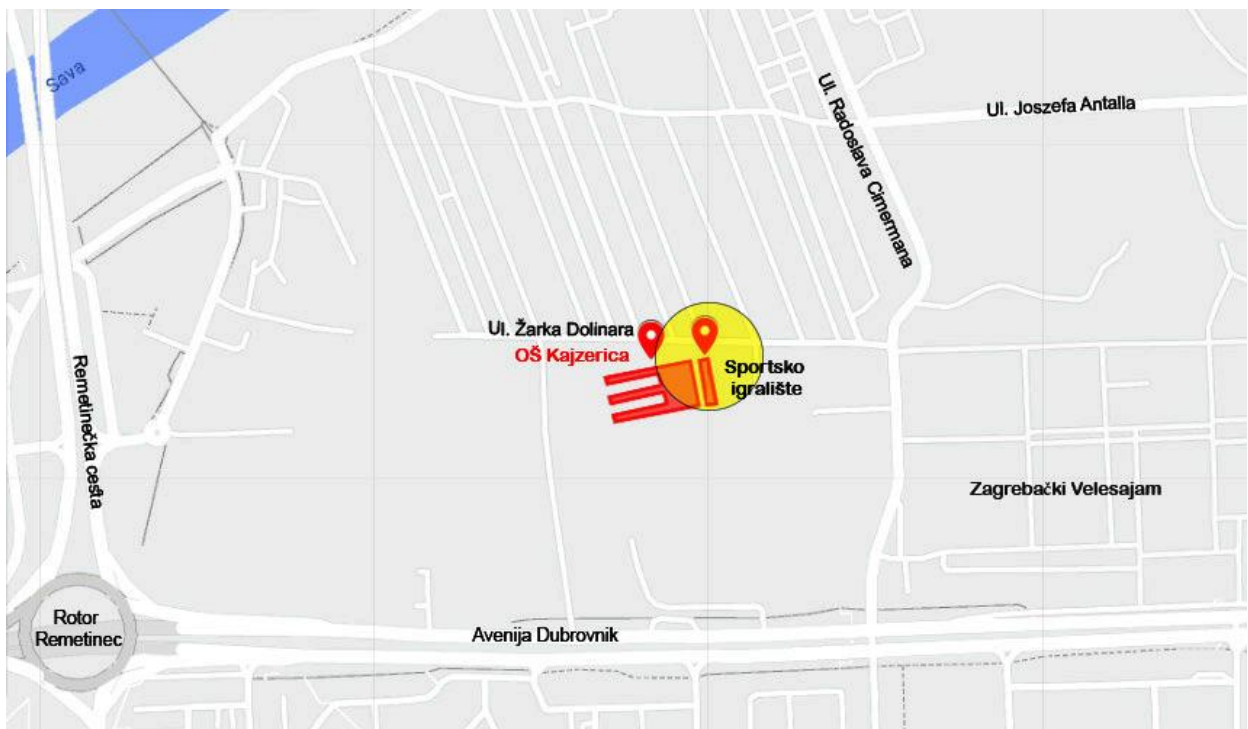 Sava
Ul. Joszefa Antalla
Ul. Radoslava Cimermana
Ul. Žarka Dolinara
OŠ Kajzerica
Sportsko
igralište
Remetinečka cesta
Zagrebački Velesajam
Rotor
Remetinec
Avenija Dubrovnik